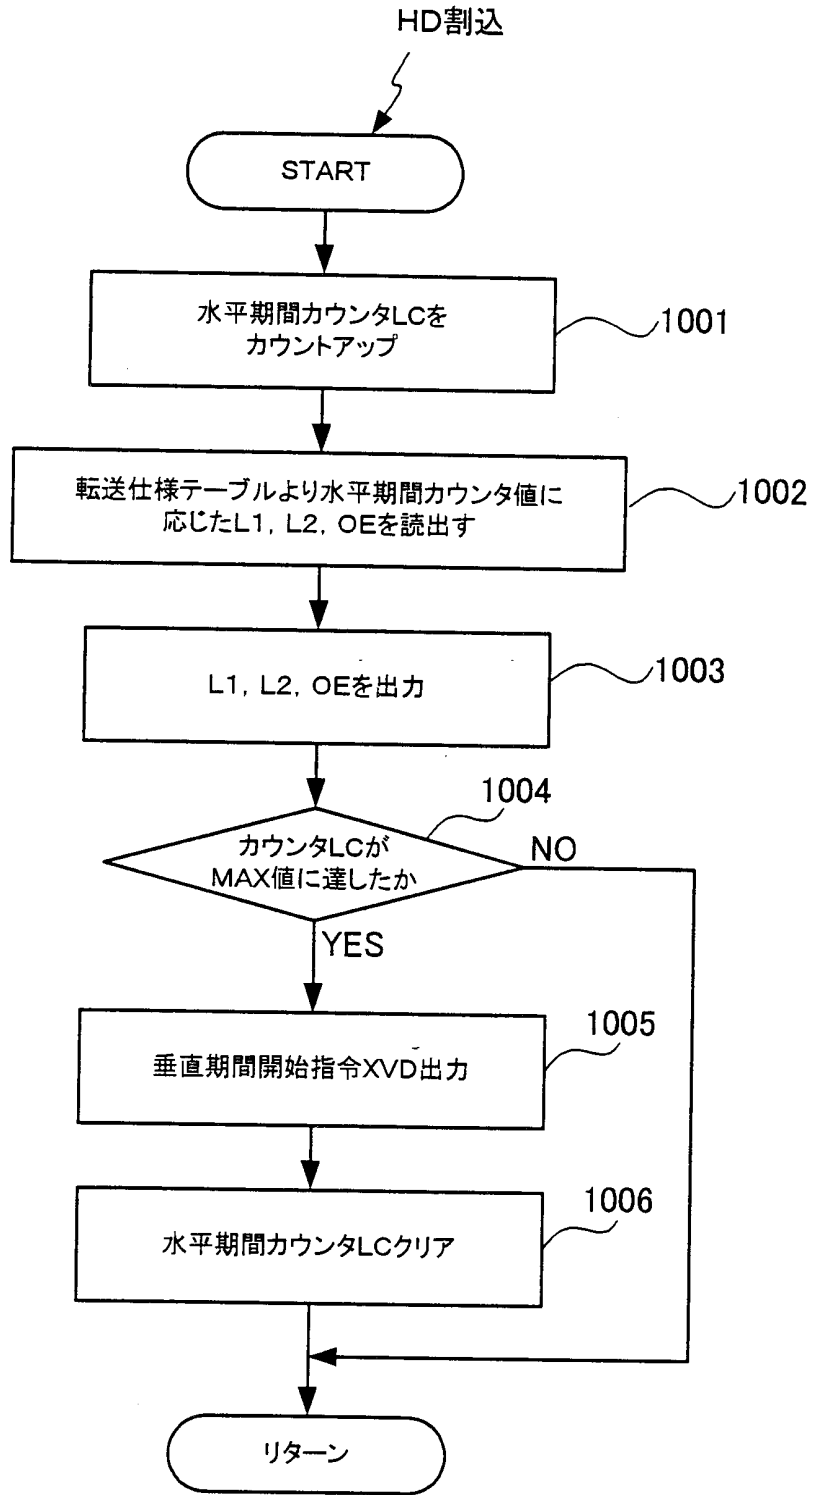 HD割込
START
水平期間カウンタLCを
カウントアップ
1001
転送仕様テーブルより水平期間カウンタ値に
応じたL1, L2, OEを読出す
1002
L1, L2, OEを出力
1003
1004
カウンタLCが
MAX値に達したか
NO
YES
1005
垂直期間開始指令XVD出力
1006
水平期間カウンタLCクリア
リターン